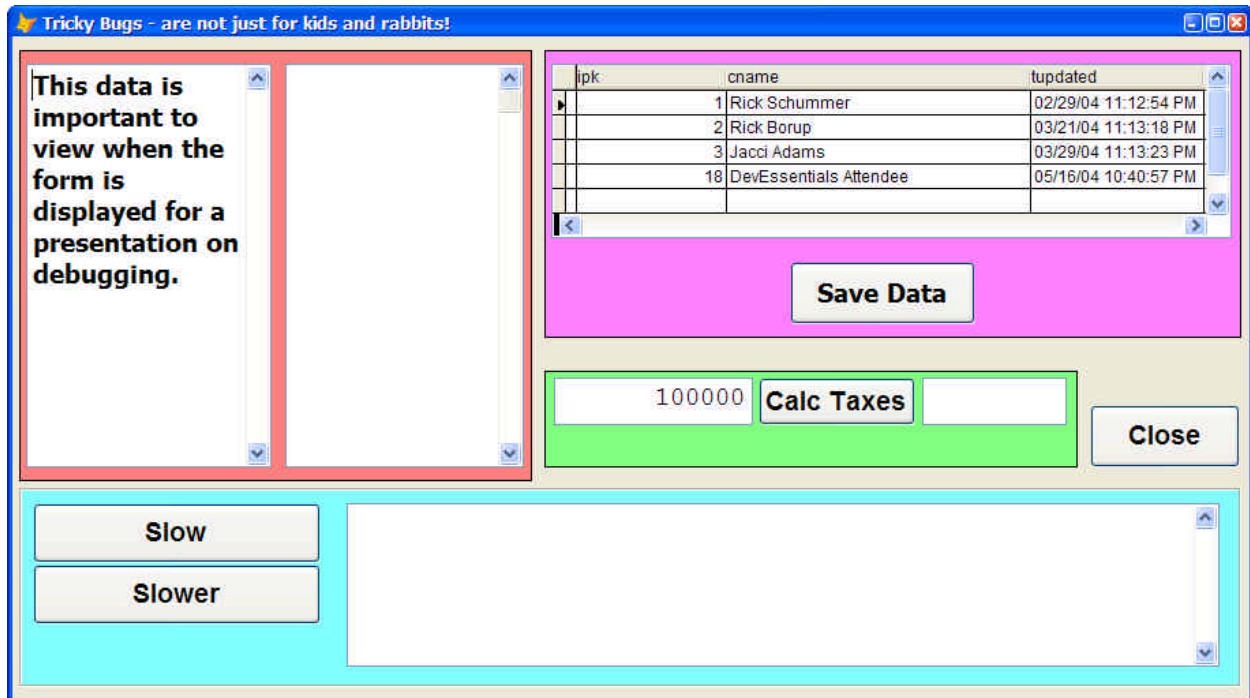 Tricky Bugs - are not just for kids and rabbits!
This data is
important to
view when the
form is
displayed for a
presentation on
debugging.
ipk cname tupdated
1 Rick Schummer 02/29/04 11:12:54 PM
2 Rick Borup 03/21/04 11:13:18 PM
3 Jacci Adams 03/29/04 11:13:23 PM
18 DevEssentials Attendee 05/16/04 10:40:57 PM
Save Data
100000 Calc Taxes
Close
Slow
Slower